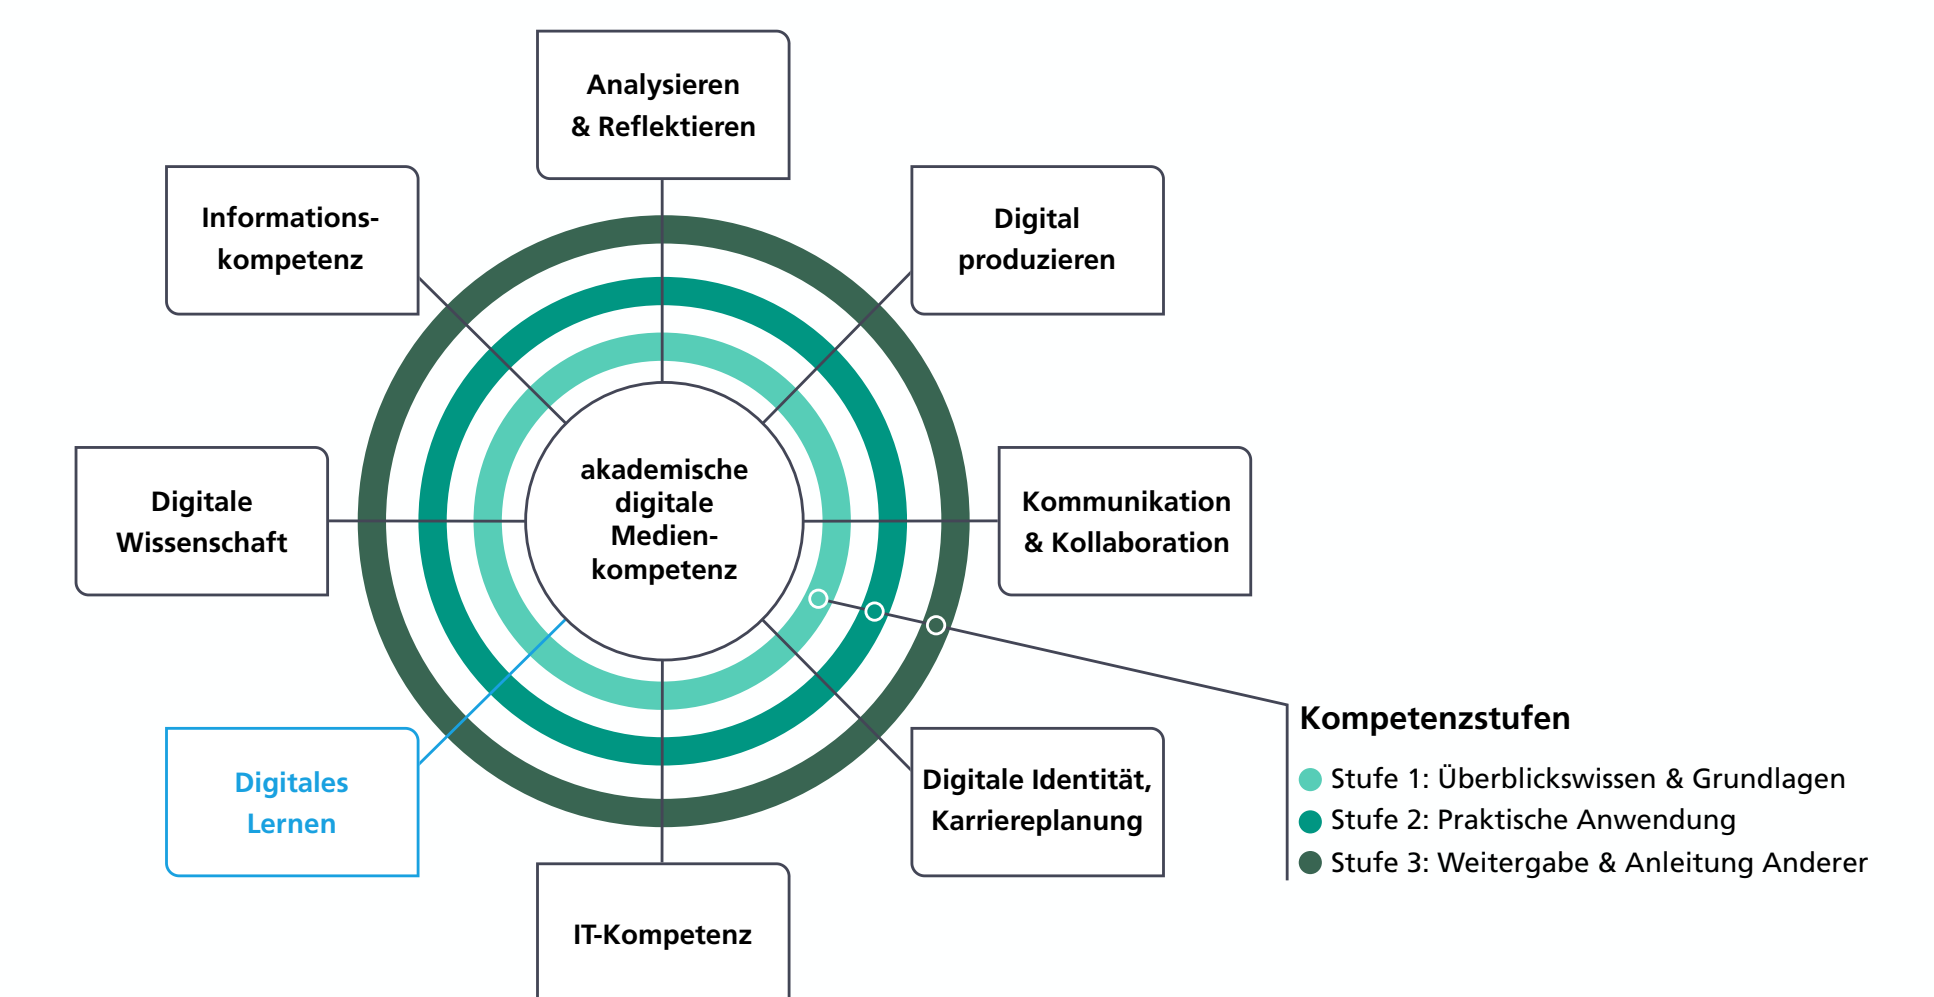 Analysieren
& Reflektieren
Informations-
kompetenz
Digital
produzieren
akademische
digitale
Medien-
kompetenz
Digitale
Wissenschaft
Kommunikation
& Kollaboration
Digitales
Lernen
Digitale Identität,
Karriereplanung
IT-Kompetenz
Kompetenzstufen
Stufe 1: Überblickswissen & Grundlagen
Stufe 2: Praktische Anwendung
Stufe 3: Weitergabe & Anleitung Anderer